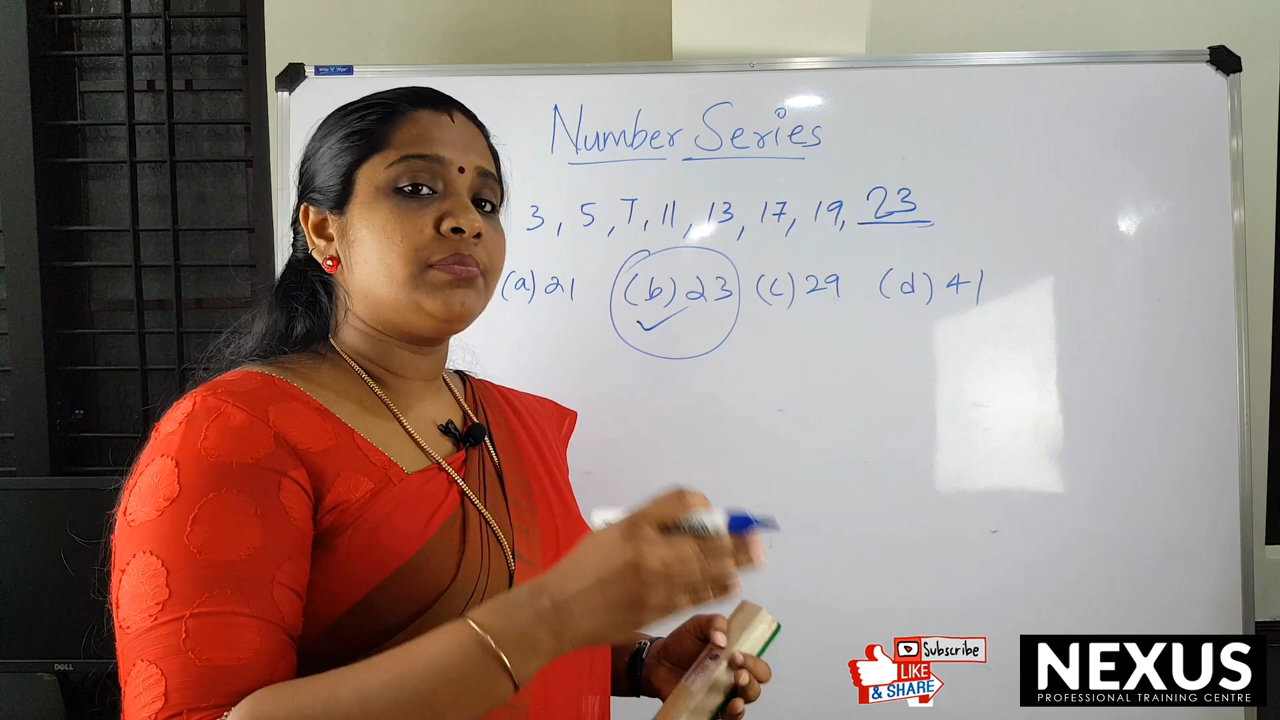 Number Series
3, 5, 7, 11, 13, 17, 19, 23
(a) 21 (b) 23 (c) 29 (d) 41
DELL
Subscribe
LIKE
& SHARE
NEXUS
PROFESSIONAL TRAINING CENTRE